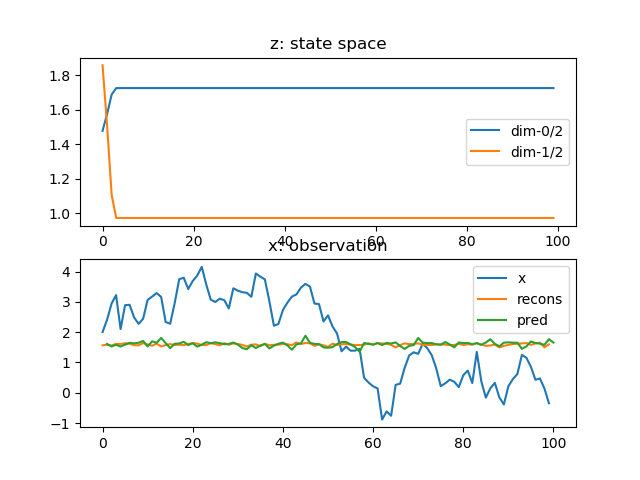 z: state space
1.8
1.6
1.4
1.2
1.0
dim-0/2
dim-1/2
0 20 40 60 80 100
x: observation
4
3
2
1
0
−1
x
recons
pred
0 20 40 60 80 100